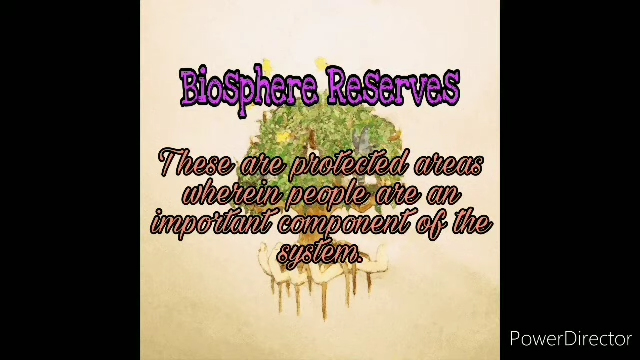 Biosphere Reserves
These are protected areas
wherein people are an
important component of the
system.
PowerDirector